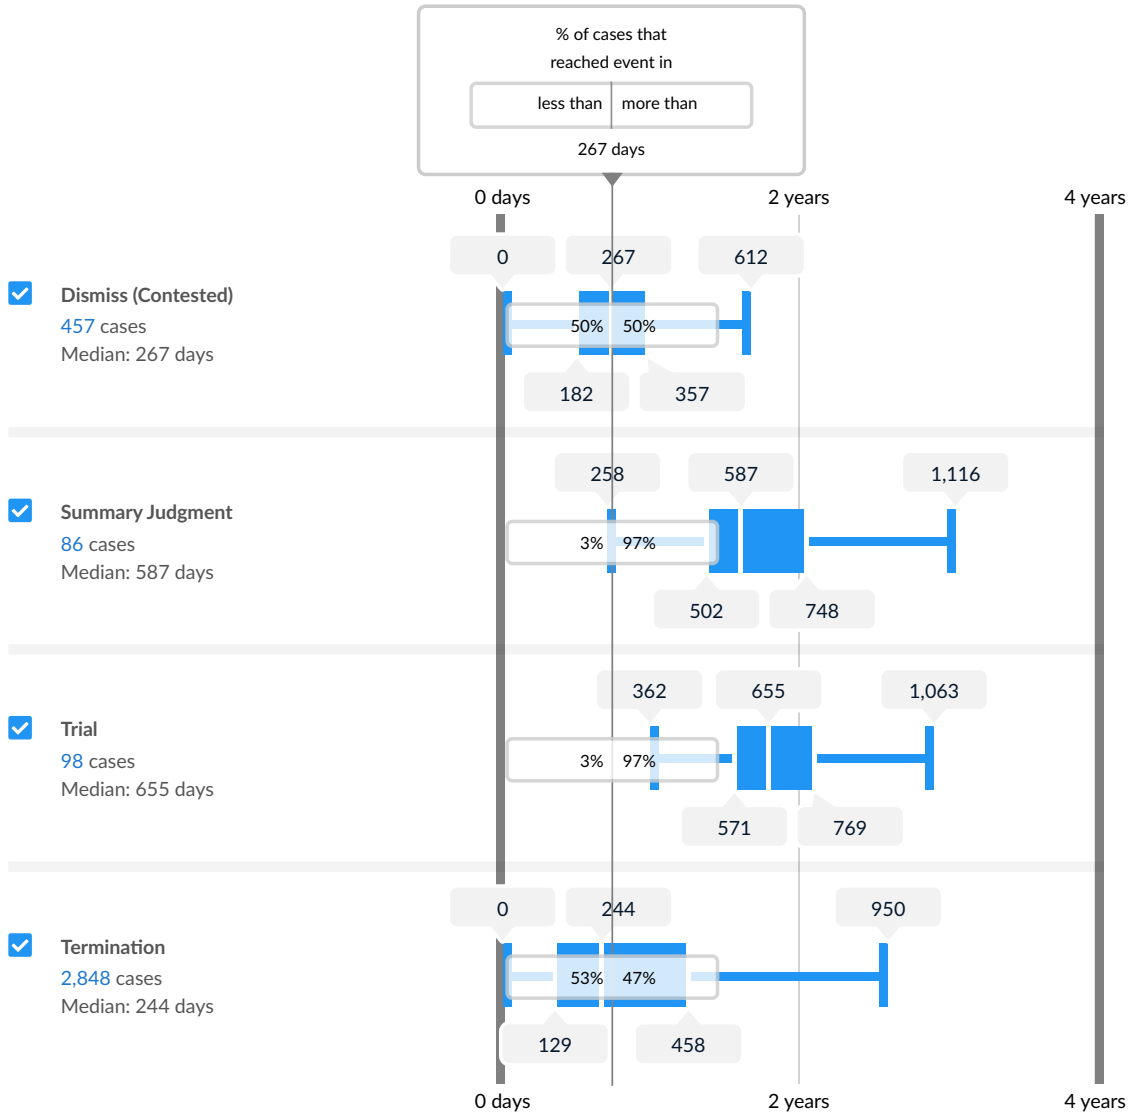 % of cases that
reached event in
less than more than
267 days
0 days 2 years 4 years
0 267 612
Dismiss (Contested)
457 cases
50% 50%
Median: 267 days
182 357
258 587 1,116
Summary Judgment
86 cases
3% 97%
Median: 587 days
502 748
362 655 1,063
Trial
98 cases
3% 97%
Median: 655 days
571 769
0 244 950
Termination
2,848 cases
53% 47%
Median: 244 days
129 458
0 days 2 years 4 years